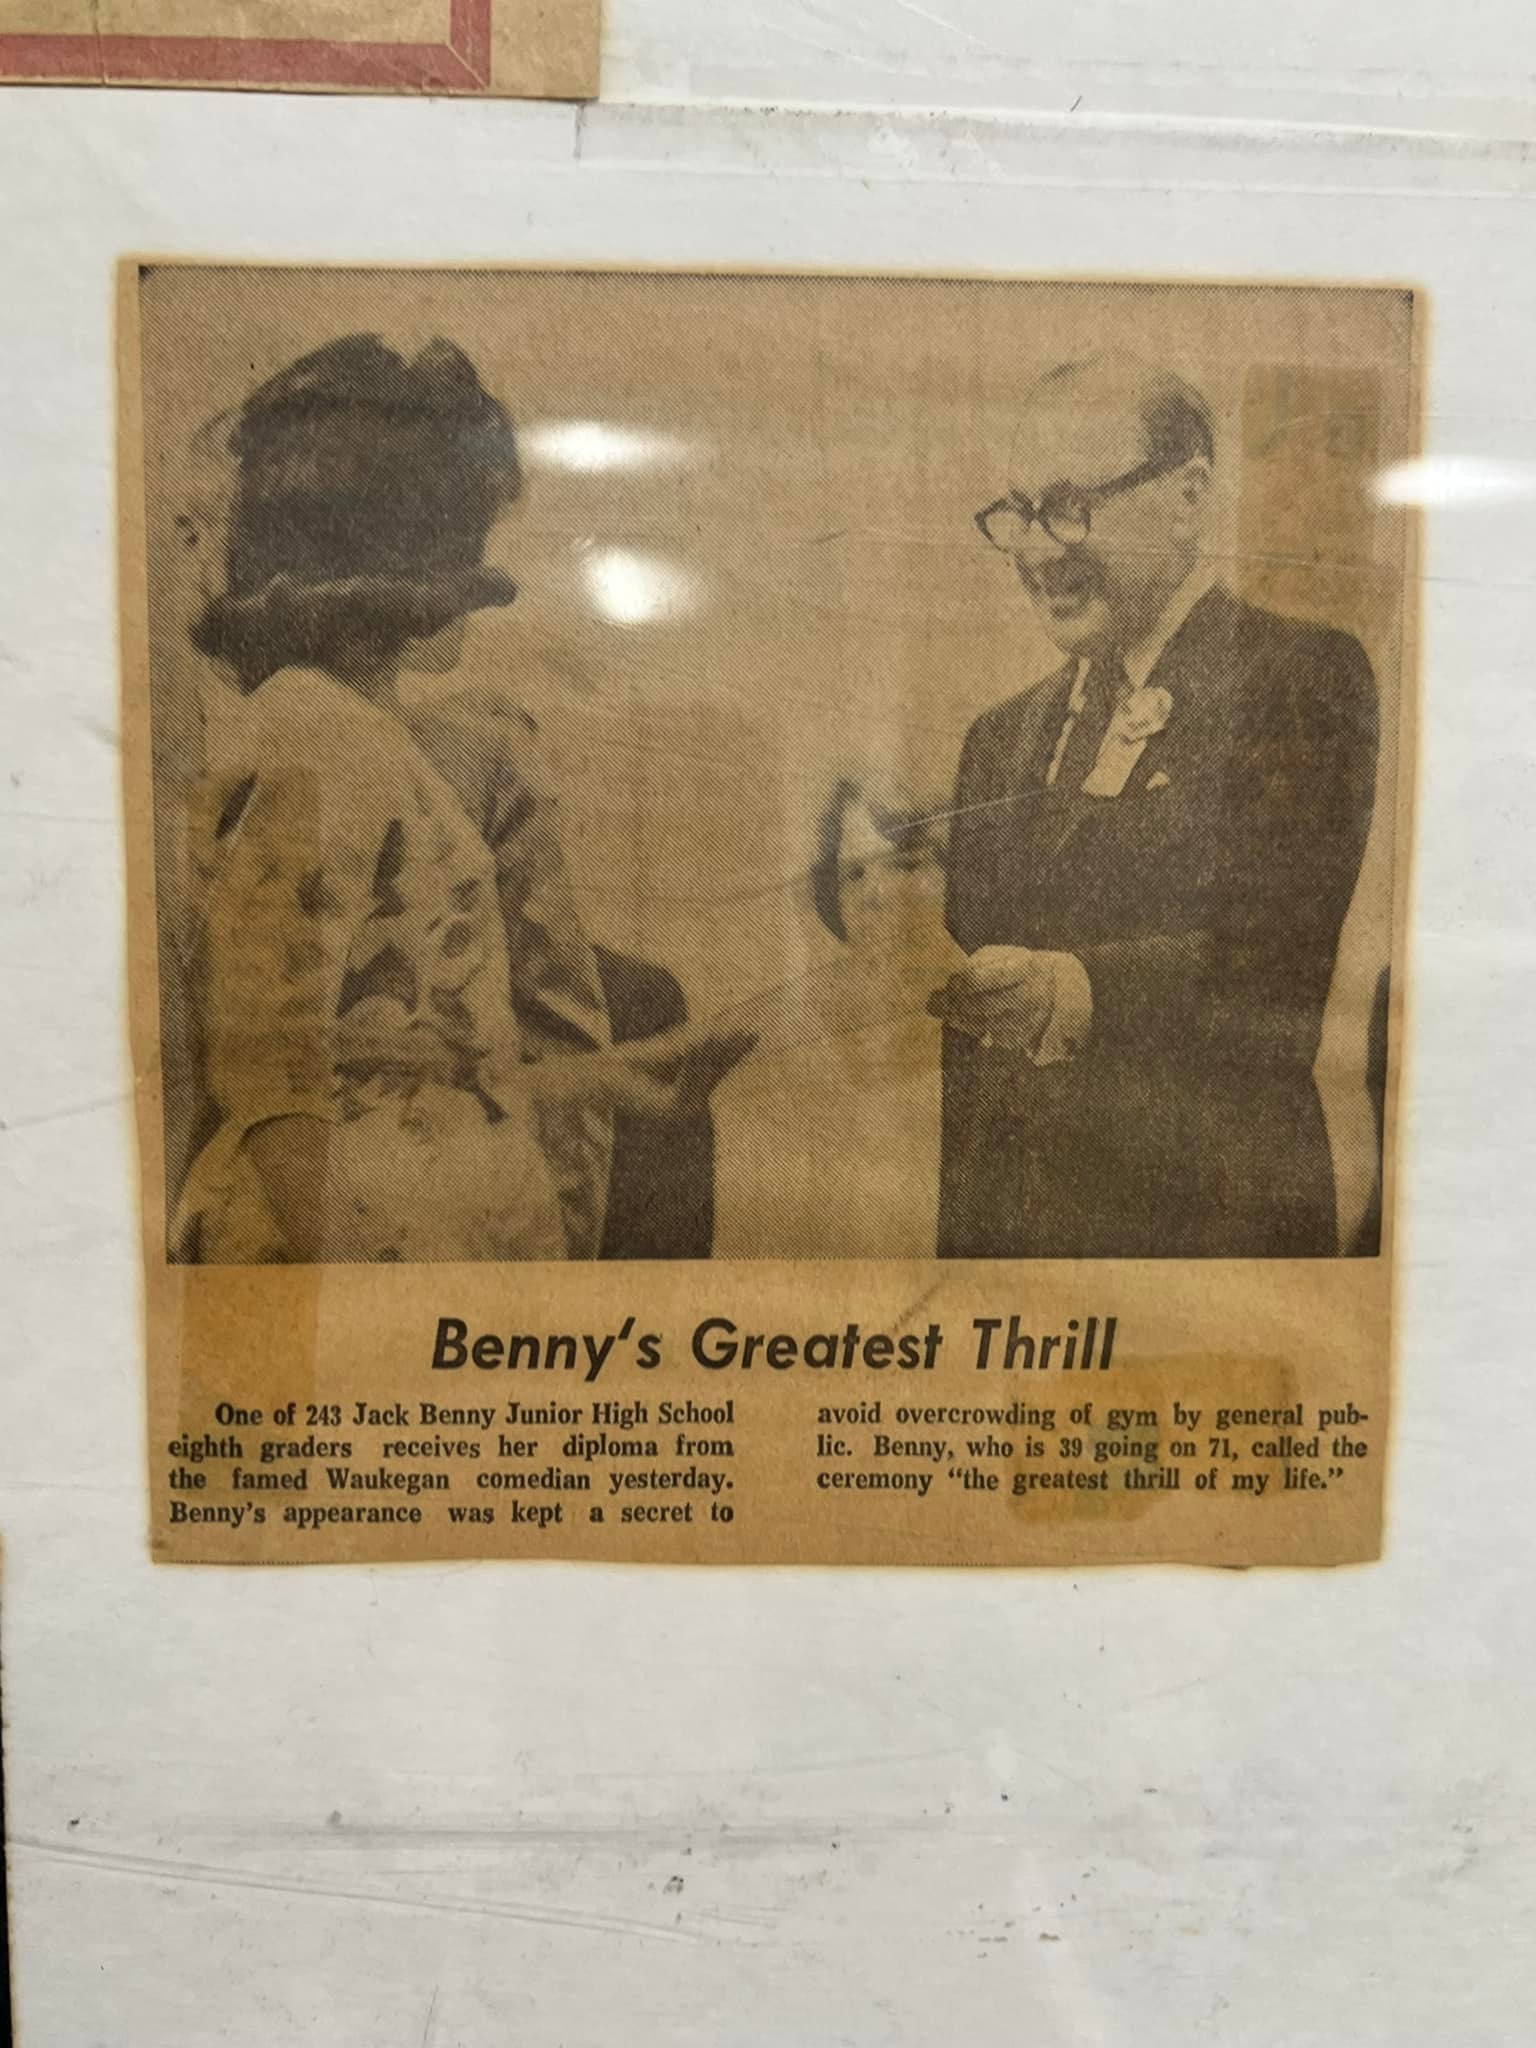 Benny's Greatest Thrill
One of 243 Jack Benny Junior High School
eighth graders receives her diploma from
the famed Waukegan comedian yesterday.
Benny's appearance was kept a secret to
avoid overcrowding of gym by general pub-
lic. Benny, who is 39 going on 71, called the
ceremony “the greatest thrill of my life.”